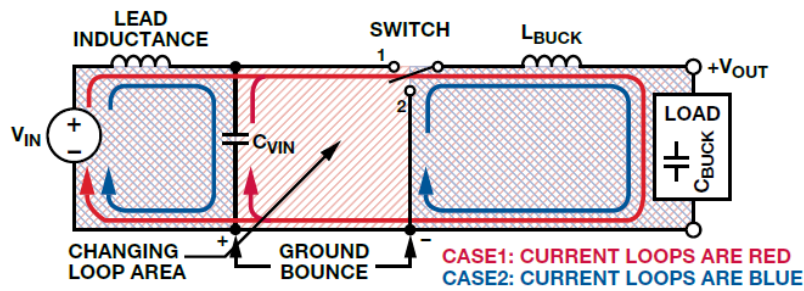 LEAD
INDUCTANCE
SWITCH
1
2
LBUCK
+VOUT
VIN
+
−
CVIN
LOAD
CBUCK
CHANGING
LOOP AREA
+
GROUND
BOUNCE
−
CASE1: CURRENT LOOPS ARE RED
CASE2: CURRENT LOOPS ARE BLUE